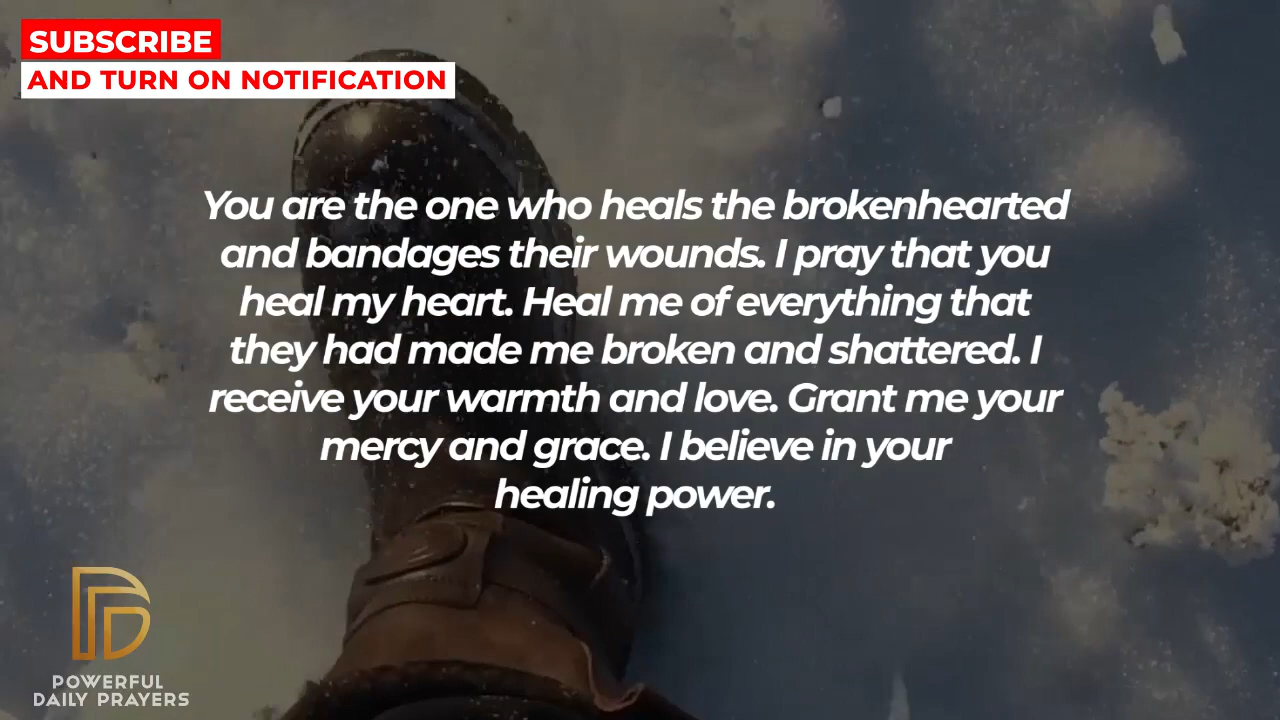 SUBSCRIBE
AND TURN ON NOTIFICATION
You are the one who heals the brokenhearted
and bandages their wounds. I pray that you
heal my heart. Heal me of everything that
they had made me broken and shattered. I
receive your warmth and love. Grant me your
mercy and grace. I believe in your
healing power.
POWERFUL
DAILY PRAYERS